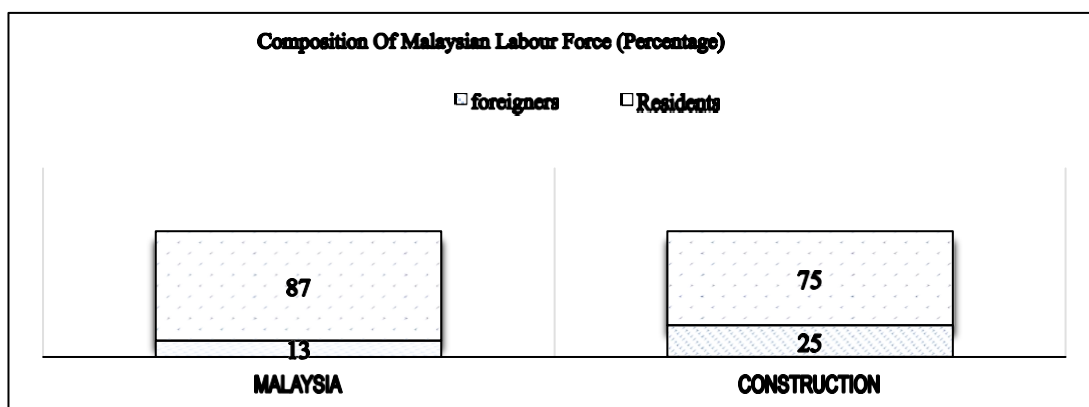 Composition Of Malaysian Labour Force (Percentage)
foreigners Residents
87 75
13 25
MALAYSIA CONSTRUCTION